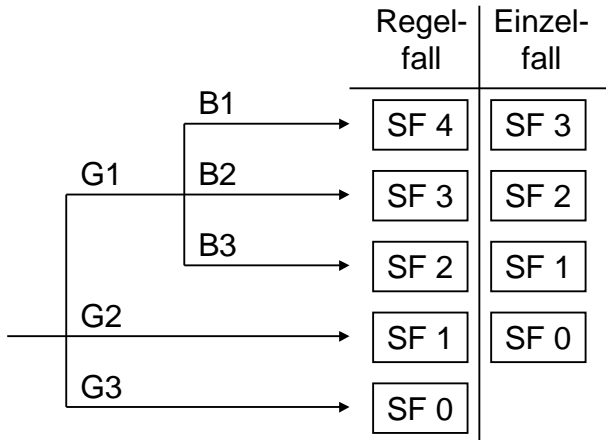 Regel-
fall
Einzel-
fall
B1
SF 4
SF 3
G1
B2
SF 3
SF 2
B3
SF 2
SF 1
G2
SF 1
SF 0
G3
SF 0